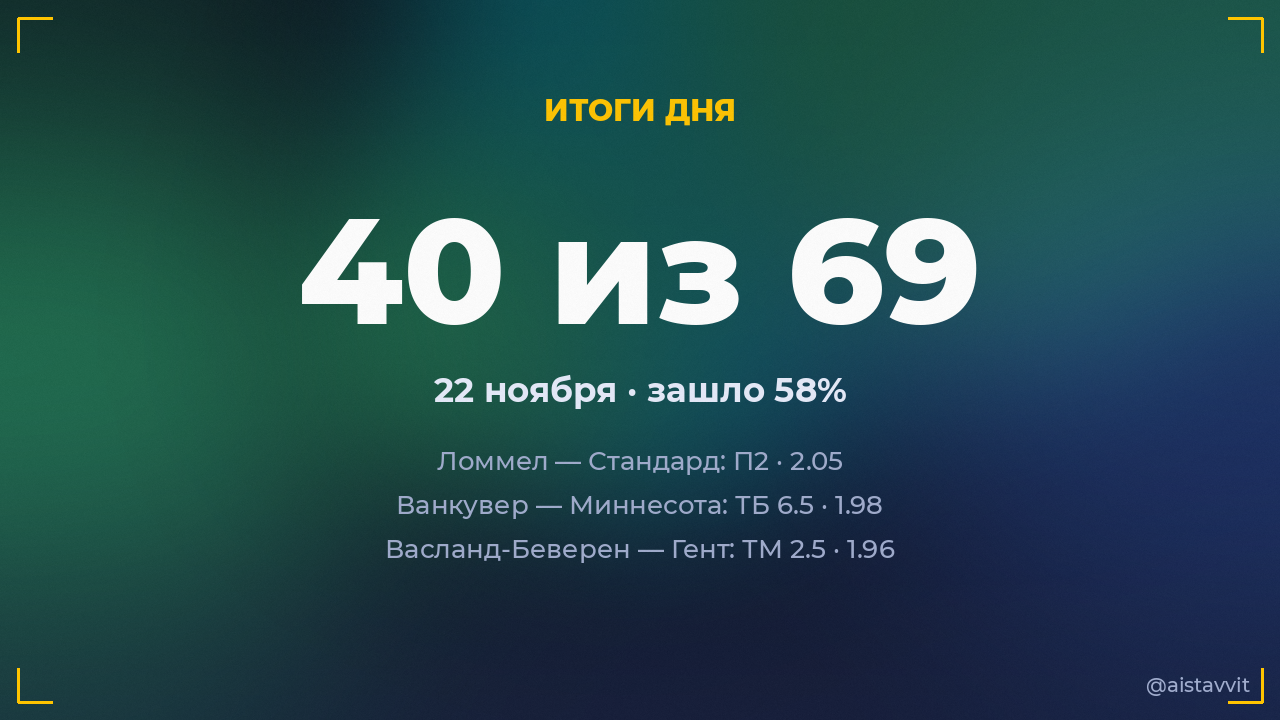 ИТОГИ ДНЯ
40 из 69
22 ноября · зашло 58%
Ломмел — Стандард: П2 · 2.05
Ванкувер — Миннесота: ТБ 6.5 · 1.98
Васланд-Беверен — Гент: ТМ 2.5 · 1.96
@aistavvit